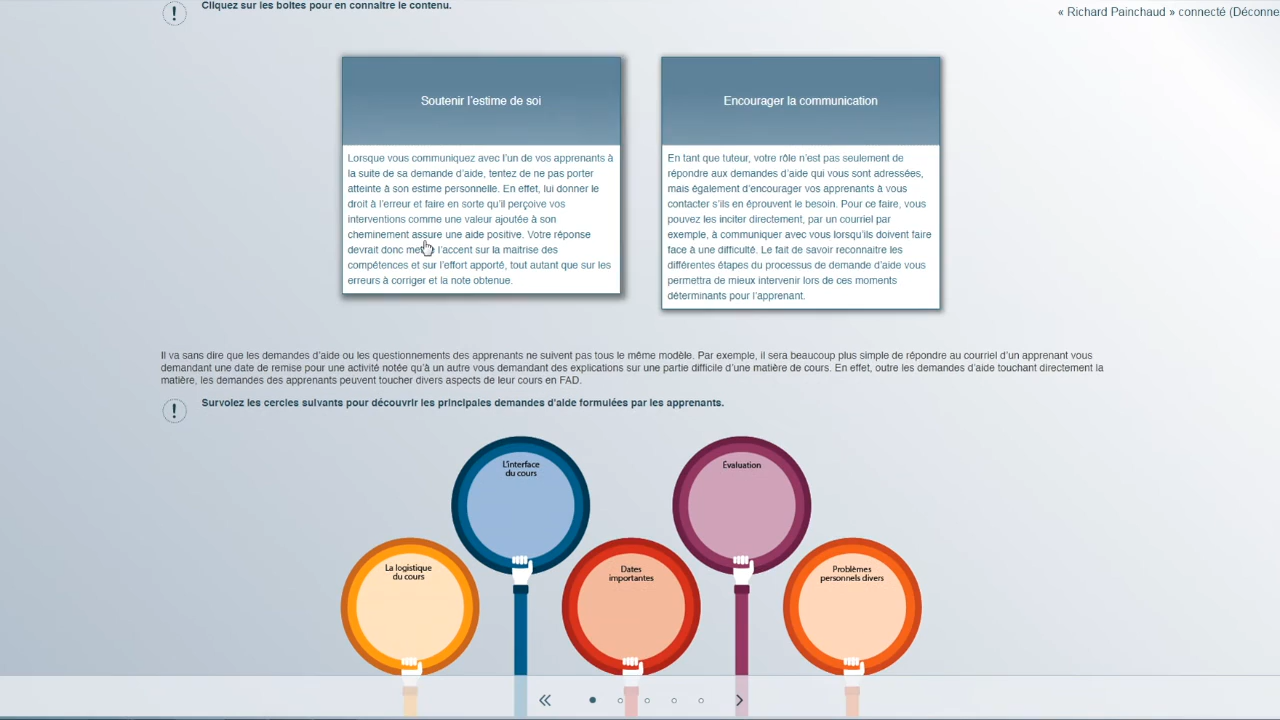 Cliquez sur les boîtes pour en connaitre le contenu.
« Richard Painchaud » connecté (Déconne
Soutenir l'estime de soi
Lorsque vous communiquez avec l'un de vos apprenants à
la suite de sa demande d'aide, tentez de ne pas porter
atteinte à son estime personnelle. En effet, lui donner le
droit à l'erreur et faire en sorte qu'il perçoive vos
interventions comme une valeur ajoutée à son
cheminement assure une aide positive. Votre réponse
devrait donc l'accent sur la maitrise des
compétences et sur l'effort apporté, tout autant que sur les
erreurs à corriger et la note obtenue.
Encourager la communication
En tant que tuteur, votre rôle n'est pas seulement de
répondre aux demandes d'aide qui vous sont adressées,
mais également d'encourager vos apprenants à vous
contacter s'ils en éprouvent le besoin. Pour ce faire, vous
pouvez les inciter directement, par un courriel par
exemple, à communiquer avec vous lorsqu'ils doivent faire
face à une difficulté. Le fait de savoir reconnaitre les
différentes étapes du processus de demande d'aide vous
permettra de mieux intervenir lors de ces moments
déterminants pour l'apprenant.
Il va sans dire que les demandes d'aide ou les questionnements des apprenants ne suivent pas tous le même modèle. Par exemple, il sera beaucoup plus simple de répondre au courriel d'un apprenant vous
demandant une date de remise pour une activité notée qu'à un autre vous demandant des explications sur une partie difficile d'une matière de cours. En effet, outre les demandes d'aide touchant directement la
matière, les demandes des apprenants peuvent toucher divers aspects de leur cours en FAD.
Survolez les cercles suivants pour découvrir les principales demandes d'aide formulées par les apprenants.
L'interface
du cours
Évaluation
La logistique
du cours
Dates
importantes
Problèmes
personnels divers